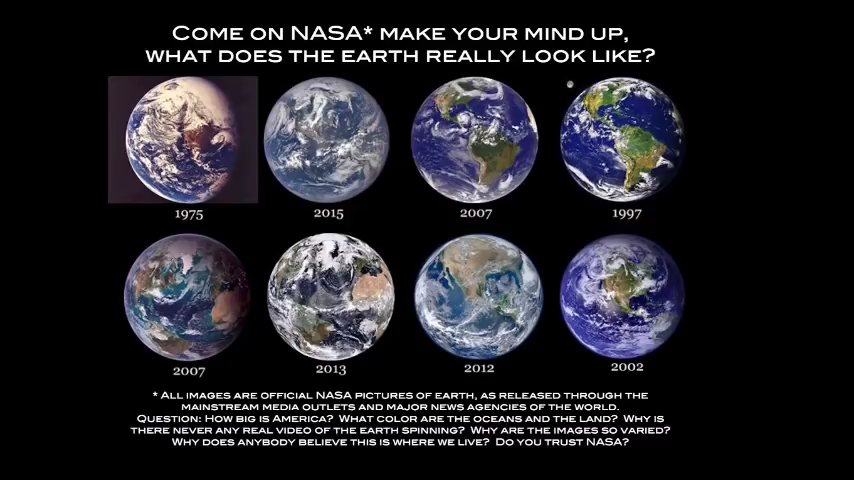 COME ON NASA* MAKE YOUR MIND UP,
WHAT DOES THE EARTH REALLY LOOK LIKE?
1975 2015 2007 1997
2007 2013 2012 2002
* ALL IMAGES ARE OFFICIAL NASA PICTURES OF EARTH, AS RELEASED THROUGH THE
MAINSTREAM MEDIA OUTLETS AND MAJOR NEWS AGENCIES OF THE WORLD.
QUESTION: HOW BIG IS AMERICA? WHAT COLOR ARE THE OCEANS AND THE LAND? WHY IS
THERE NEVER ANY REAL VIDEO OF THE EARTH SPINNING? WHY ARE THE IMAGES SO VARIED?
WHY DOES ANYBODY BELIEVE THIS IS WHERE WE LIVE? DO YOU TRUST NASA?